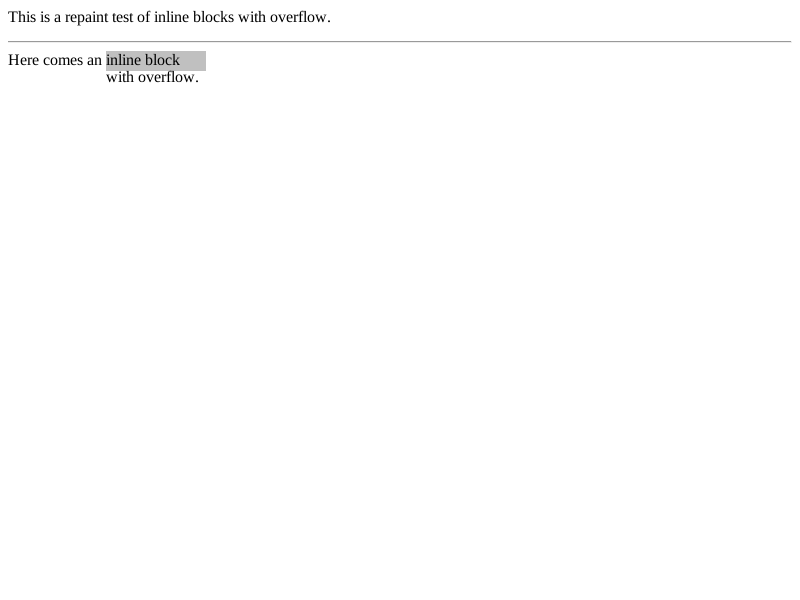 This is a repaint test of inline blocks with overflow.
Here comes an inline block
with overflow.